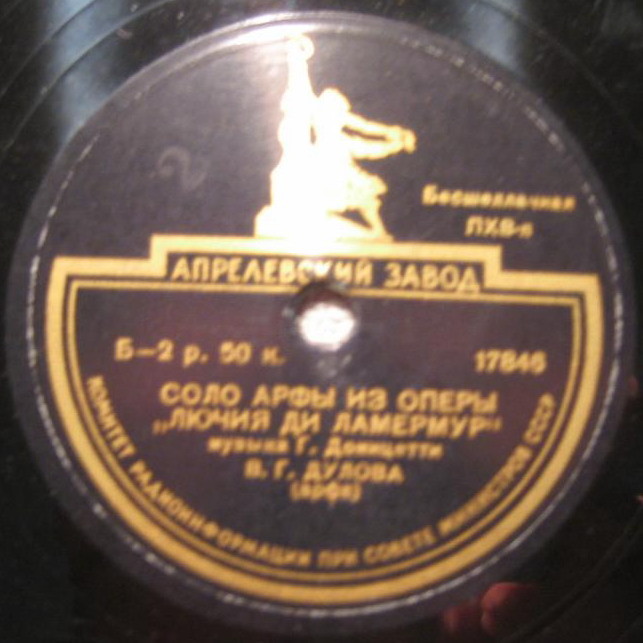 2
Бесшеллачная
ПХВ-п
АПРЕЛЕВСКИЙ ЗАВОД
Б-2 р. 50 к. 17846
СОЛО АРФЫ ИЗ ОПЕРЫ
„ЛЮЧИЯ ДИ ЛАМЕРМУР"
музыка Г. Доницетти
В. Г. ДУЛОВА
(арфа)
КОМИТЕТ РАДИОИНФОРМАЦИИ ПРИ СОВЕТЕ МИНИСТРОВ СССР